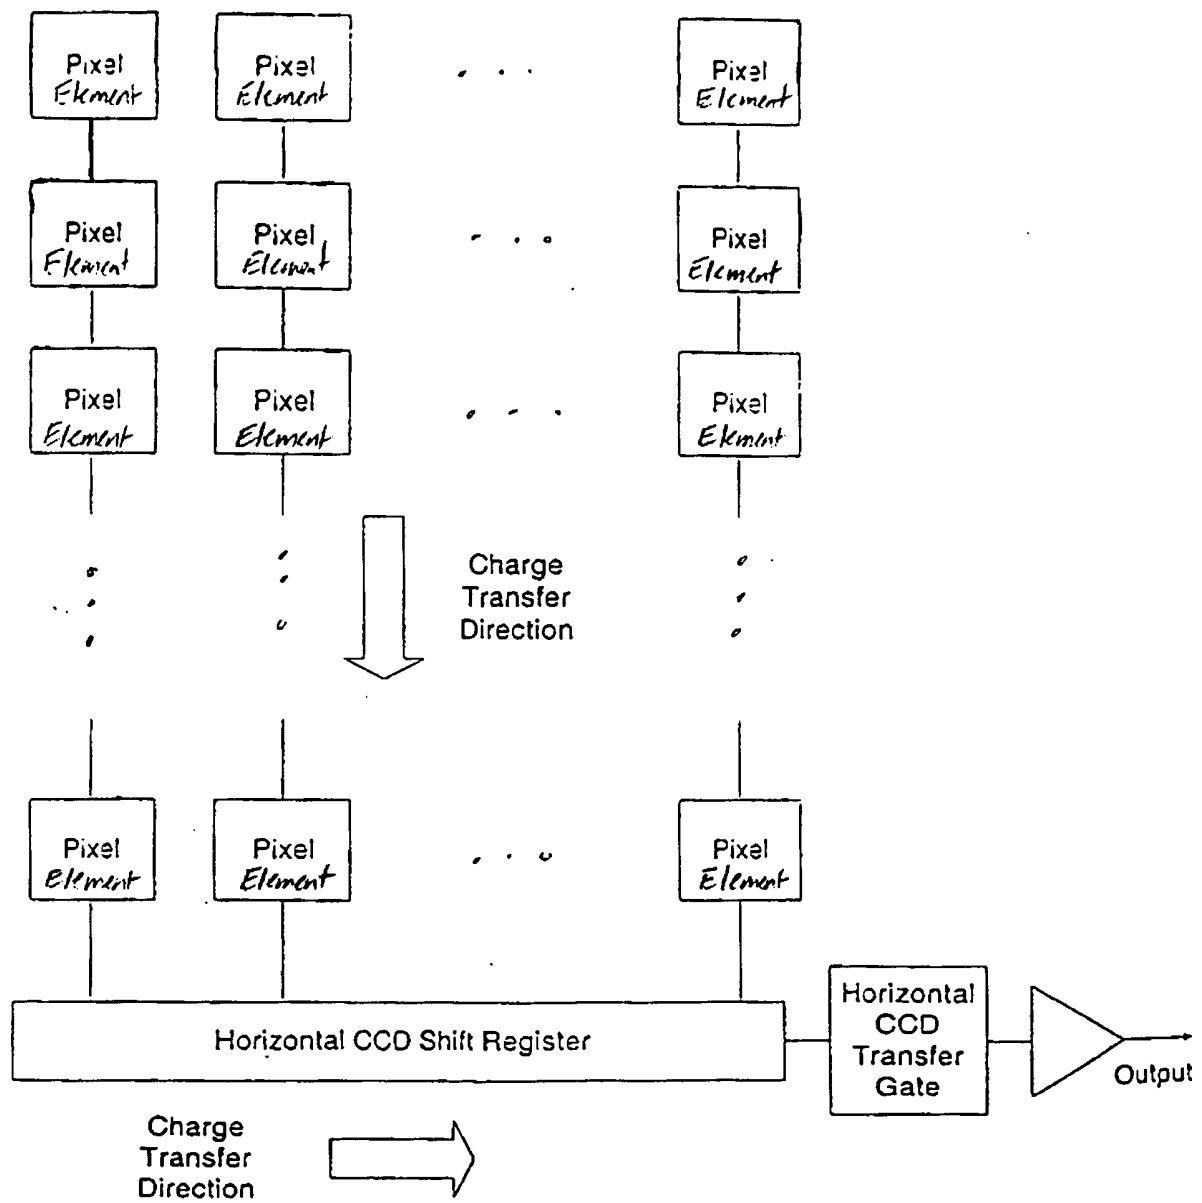 Pixel
Element
Pixel
Element
Pixel
Element
Pixel
Element
Pixel
Element
Pixel
Element
Pixel
Element
Pixel
Element
Pixel
Element
Charge
Transfer
Direction
Pixel
Element
Pixel
Element
Pixel
Element
Horizontal CCD Shift Register
Horizontal
CCD
Transfer
Gate
Output
Charge
Transfer
Direction